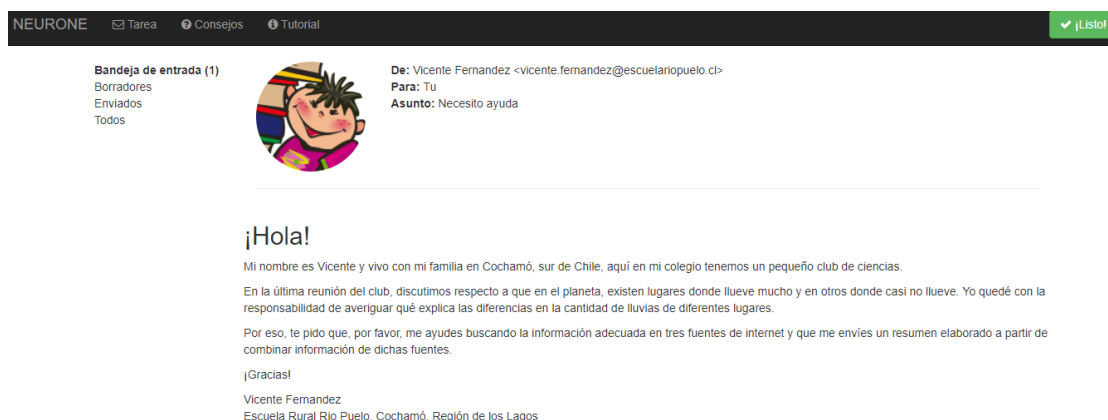 NEURONE Tarea Consejos Tutorial ¡Listo!
Bandeja de entrada (1)
Borradores
Enviados
Todos
De: Vicente Fernandez <vicente.fernandez@escuelariopuelo.cl>
Para: Tu
Asunto: Necesito ayuda
¡Hola!
Mi nombre es Vicente y vivo con mi familia en Cochamó, sur de Chile, aquí en mi colegio tenemos un pequeño club de ciencias.
En la última reunión del club, discutimos respecto a que en el planeta, existen lugares donde llueve mucho y en otros donde casi no llueve. Yo quedé con la
responsabilidad de averiguar qué explica las diferencias en la cantidad de lluvias de diferentes lugares.
Por eso, te pido que, por favor, me ayudes buscando la información adecuada en tres fuentes de internet y que me envíes un resumen elaborado a partir de
combinar información de dichas fuentes.
¡Gracias!
Vicente Fernandez
Escuela Rural Rio Puelo, Cochamó, Región de los Lagos